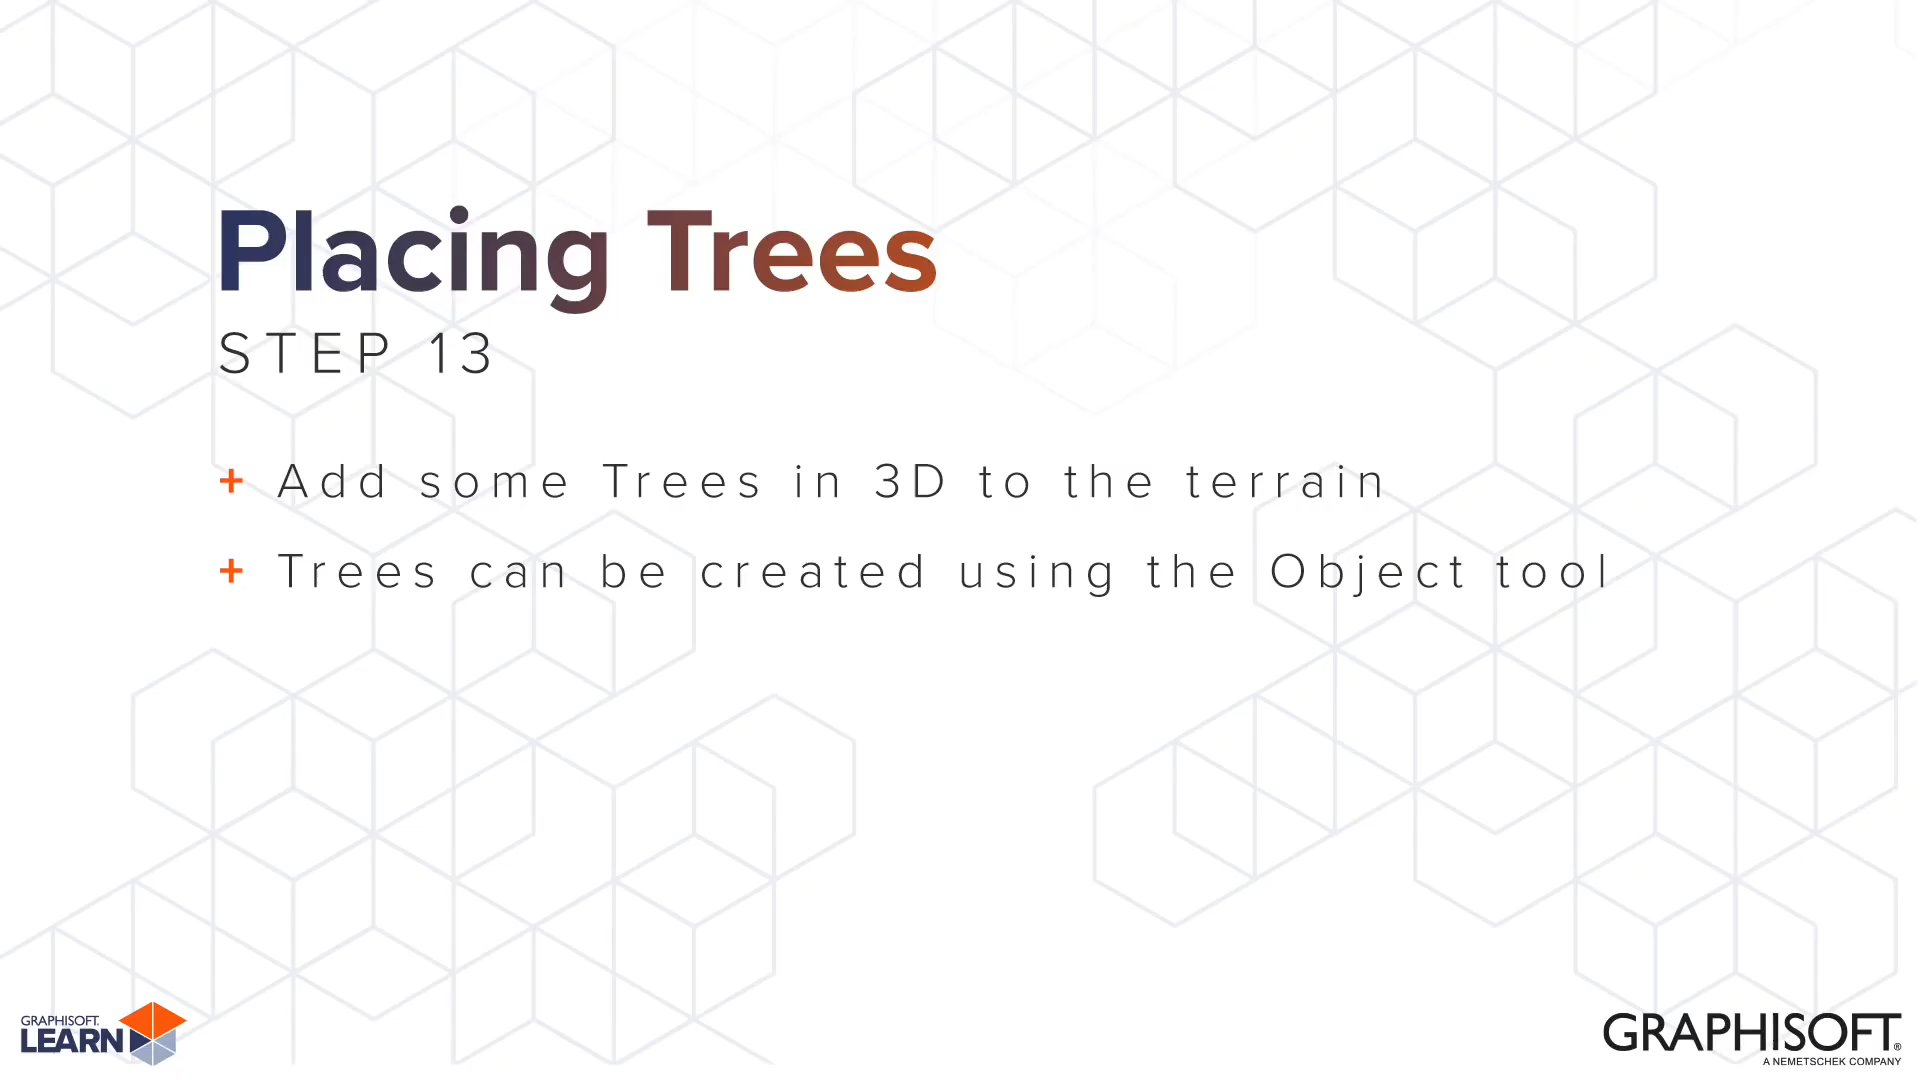 Placing Trees
STEP 13
+ Add some Trees in 3D to the terrain
+ Trees can be created using the Object tool
GRAPHISOFT.
LEARN
GRAPHISOFT®
A NEMETSCHEK COMPANY